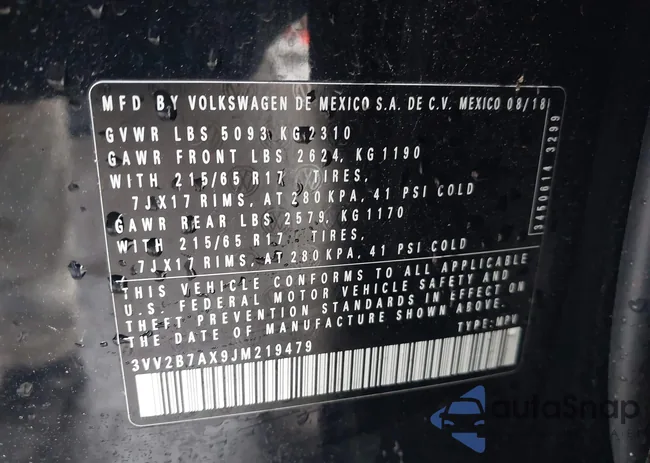 MFD BY VOLKSWAGEN DE MEXICO S.A. DE C.V. MEXICO 08/18
GVWR LBS 5093 KG 2310
GAWR FRONT LBS 2624, KG 1190
WITH 215/65 R17 TIRES,
7JX17 RIMS, AT 280 KPA, 41 PSI COLD
GAWR REAR LBS 2579, KG 1170
WITH 215/65 R17 TIRES,
7JX17 RIMS, AT 280 KPA, 41 PSI COLD
THIS VEHICLE CONFORMS TO ALL APPLICABLE
U.S. FEDERAL MOTOR VEHICLE SAFETY AND
THEFT PREVENTION STANDARDS IN EFFECT ON
THE DATE OF MANUFACTURE SHOWN ABOVE.
TYPE: MPV
3VV2B7AX9JM219479
3450614 3299
autoSnap